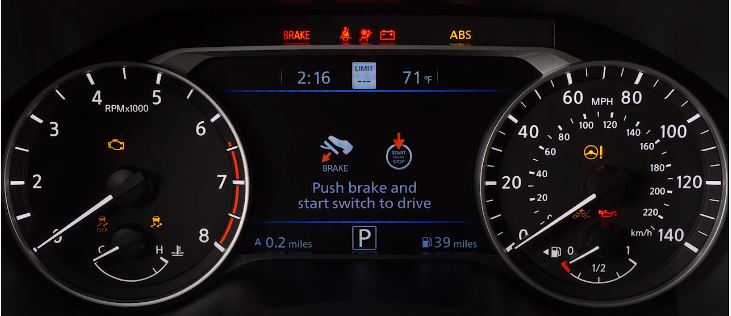 BRAKE
ABS
2:16
LIMIT
---
71°F
4
5
RPMx1000
3
6
2
7
8
OFF
C
H
BRAKE
START
STOP
Push brake and
start switch to drive
A 0.2 miles
P
39 miles
60
MPH
80
40
100
20
120
0
140
20
40
60
80
100
120
140
160
180
200
220
km/h
0
1
1/2